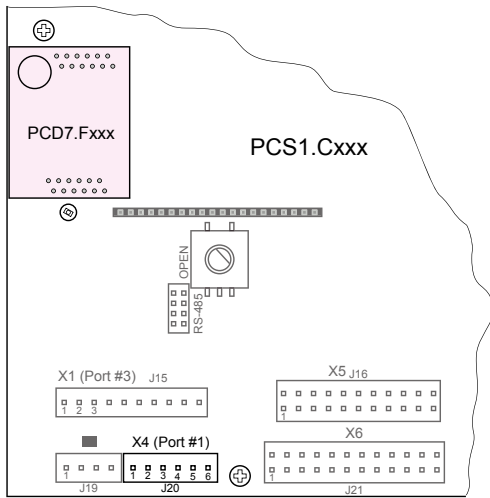 PCD7.Fxxx
PCS1.Cxxx
OPEN
RS-485
X1 (Port #3) J15
1 2 3
X5 J16
1
X4 (Port #1)
1
J19
1 2 3 4 5 6
J20
X6
1
J21